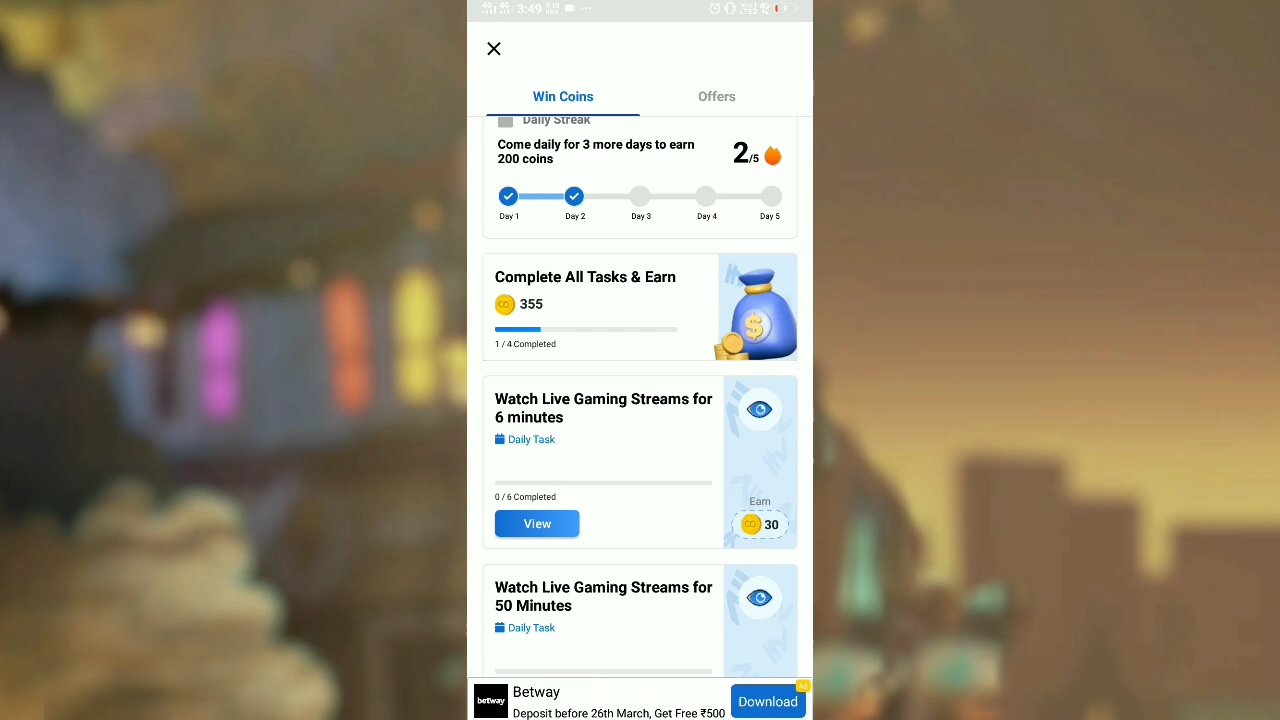 3:49
Win Coins
Offers
Daily Streak
Come daily for 3 more days to earn
200 coins
2/5
Day 1
Day 2
Day 3
Day 4
Day 5
Complete All Tasks & Earn
355
1 / 4 Completed
Watch Live Gaming Streams for
6 minutes
Daily Task
0 / 6 Completed
View
Earn
30
Watch Live Gaming Streams for
50 Minutes
Daily Task
betway
Betway
Deposit before 26th March, Get Free ₹500
Download
Ad